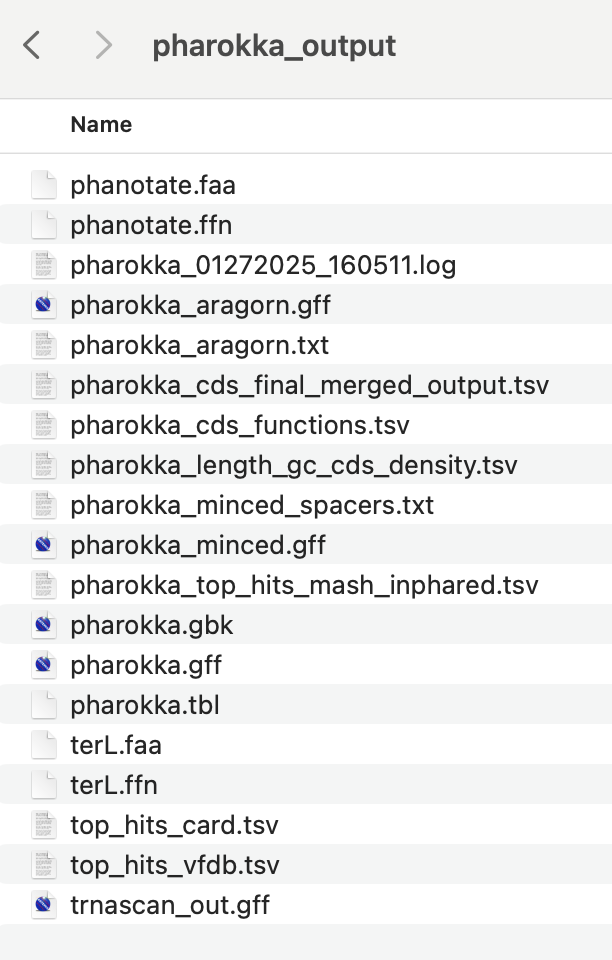 pharokka_output
Name
phanotate.faa
phanotate.ffn
pharokka_01272025_160511.log
pharokka_aragorn.gff
pharokka_aragorn.txt
pharokka_cds_final_merged_output.tsv
pharokka_cds_functions.tsv
pharokka_length_gc_cds_density.tsv
pharokka_minced_spacers.txt
pharokka_minced.gff
pharokka_top_hits_mash_inphared.tsv
pharokka.gbk
pharokka.gff
pharokka.tbl
terL.faa
terL.ffn
top_hits_card.tsv
top_hits_vfdb.tsv
trnascan_out.gff